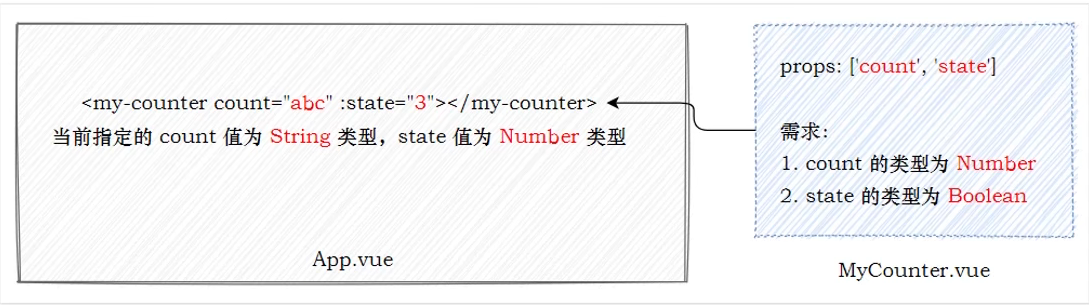 <my-counter count="abc" :state="3"></my-counter>
当前指定的 count 值为 String 类型，state 值为 Number 类型
App.vue
props: ['count', 'state']
需求：
1. count 的类型为 Number
2. state 的类型为 Boolean
MyCounter.vue